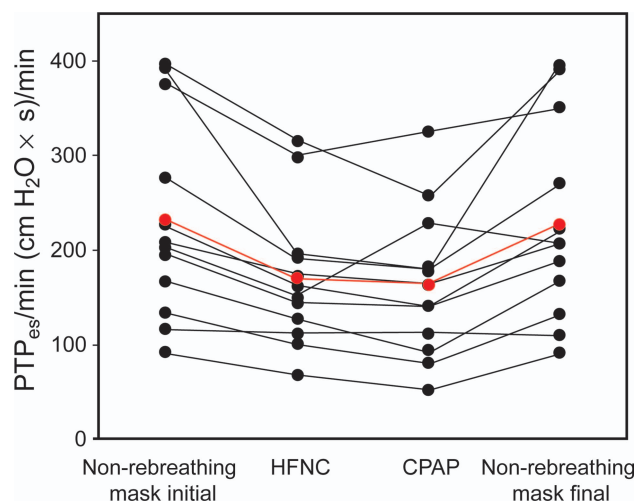 PTPes/min (cm H2O × s)/min
400
300
200
100
0
Non-rebreathing
mask initial
HFNC
CPAP
Non-rebreathing
mask final